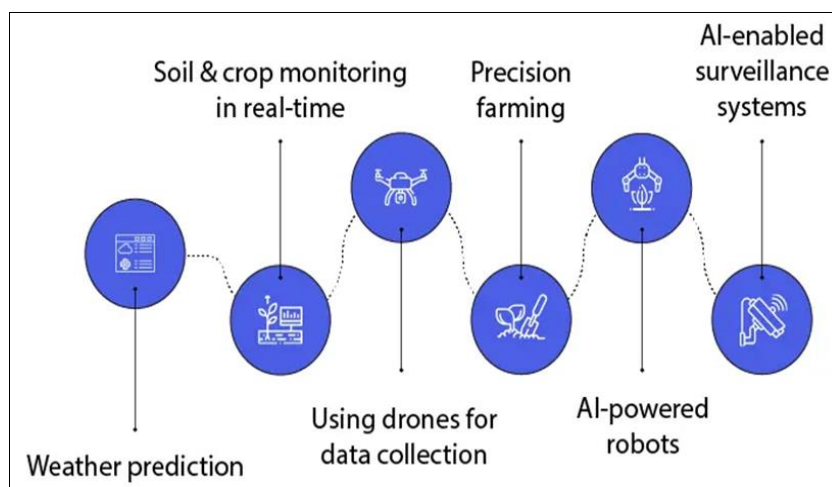 Soil & crop monitoring
in real-time
Precision
farming
AI-enabled
surveillance
systems
Weather prediction
Using drones for
data collection
AI-powered
robots